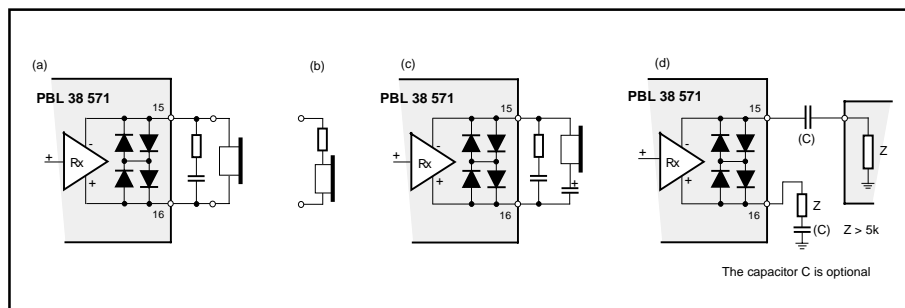 (a)
PBL 38 571
15
+
Rx
-
+
16
(b)
(c)
PBL 38 571
15
+
Rx
-
+
16
+
(d)
PBL 38 571
15
+
Rx
-
+
16
(C)
Z
Z
(C)
Z > 5k
The capacitor C is optional